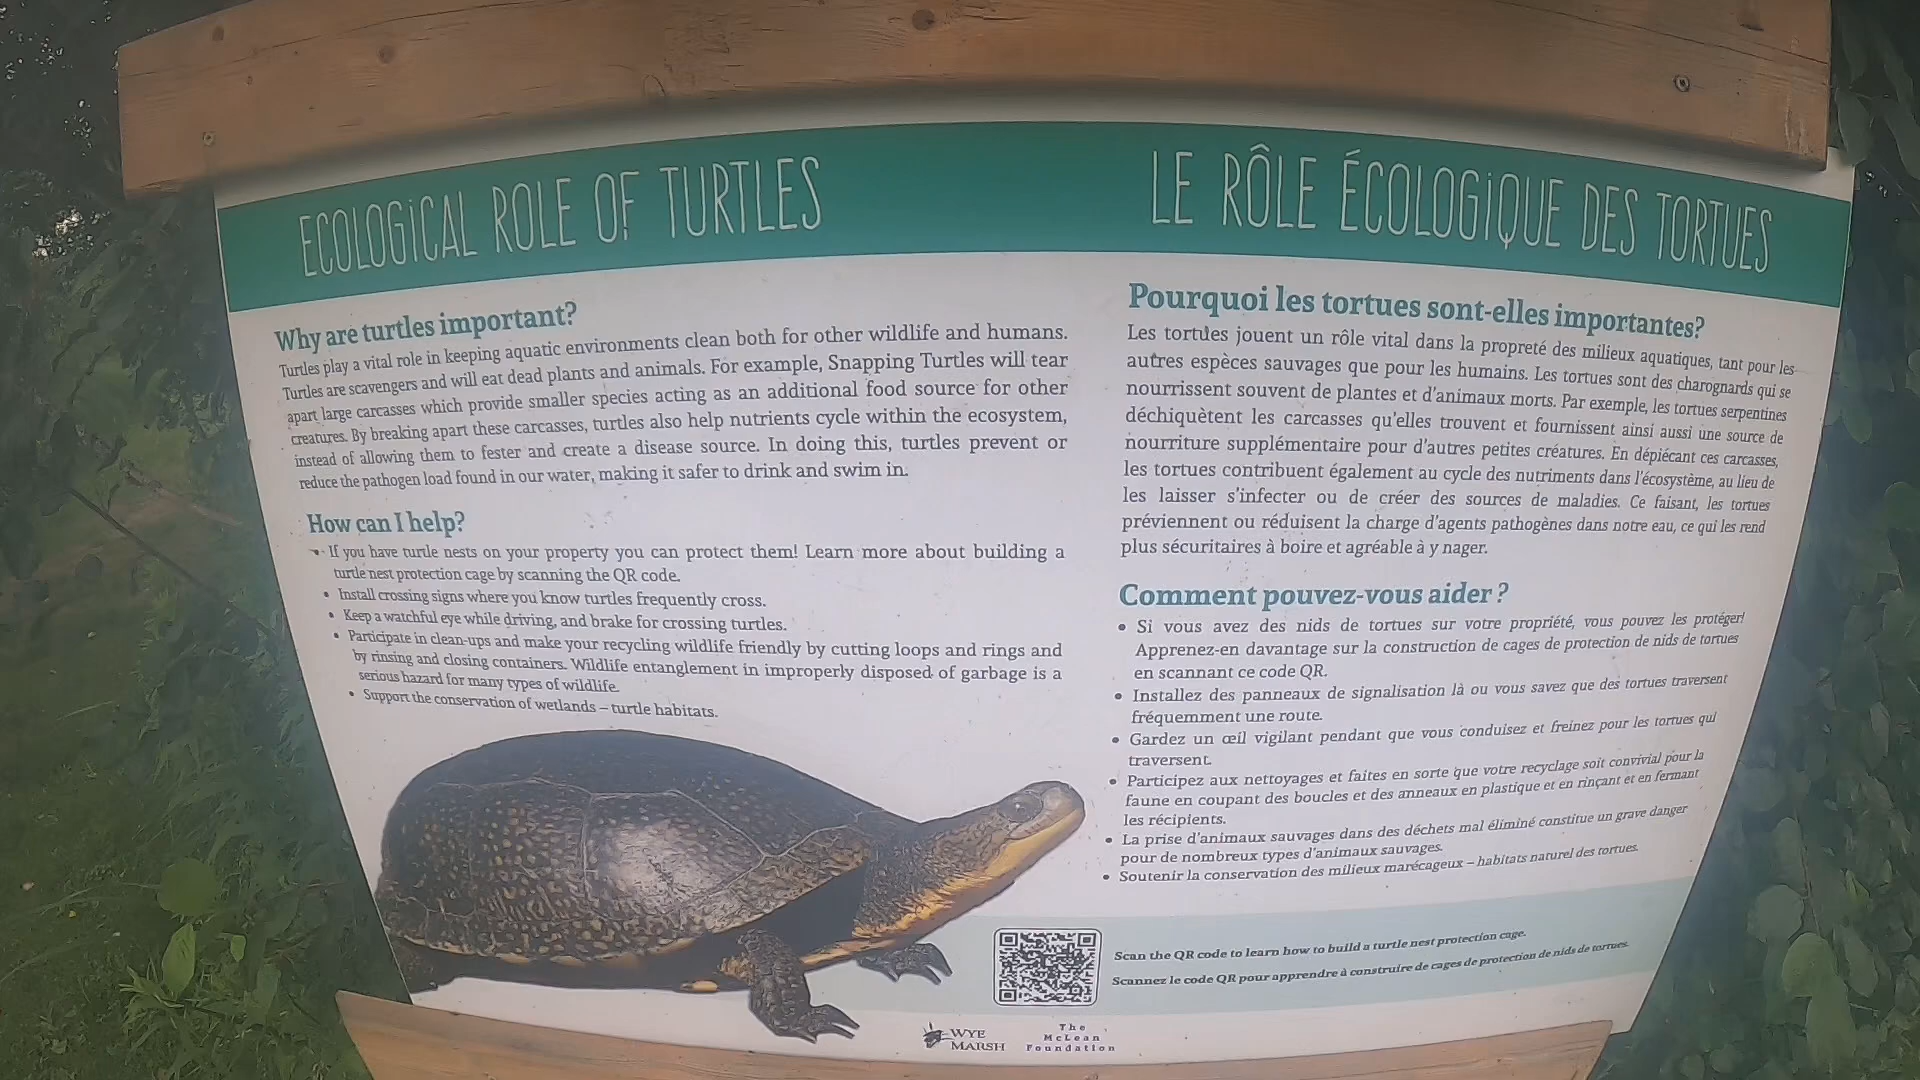 ECOLOGiCAL ROLE OF TURTLES
Why are turtles important?
Turtles play a vital role in keeping aquatic environments clean both for other wildlife and humans.
Turtles are scavengers and will eat dead plants and animals. For example, Snapping Turtles will tear
apart large carcasses which provide smaller species acting as an additional food source for other
creatures. By breaking apart these carcasses, turtles also help nutrients cycle within the ecosystem,
instead of allowing them to fester and create a disease source. In doing this, turtles prevent or
reduce the pathogen load found in our water, making it safer to drink and swim in.
How can I help?
• If you have turtle nests on your property you can protect them! Learn more about building a
turtle nest protection cage by scanning the QR code.
• Install crossing signs where you know turtles frequently cross.
• Keep a watchful eye while driving, and brake for crossing turtles.
• Participate in clean-ups and make your recycling wildlife friendly by cutting loops and rings and
by rinsing and closing containers. Wildlife entanglement in improperly disposed of garbage is a
serious hazard for many types of wildlife.
• Support the conservation of wetlands – turtle habitats.
LE RÔLE ÉCOLOGiQUE DES TORTUES
Pourquoi les tortues sont-elles importantes?
Les tortues jouent un rôle vital dans la propreté des milieux aquatiques, tant pour les
autres espèces sauvages que pour les humains. Les tortues sont des charognards qui se
nourrissent souvent de plantes et d'animaux morts. Par exemple, les tortues serpentines
déchiquètent les carcasses qu'elles trouvent et fournissent ainsi aussi une source de
nourriture supplémentaire pour d'autres petites créatures. En dépiécant ces carcasses,
les tortues contribuent également au cycle des nutriments dans l'écosystème, au lieu de
les laisser s'infecter ou de créer des sources de maladies. Ce faisant, les tortues
préviennent ou réduisent la charge d'agents pathogènes dans notre eau, ce qui les rend
plus sécuritaires à boire et agréable à y nager.
Comment pouvez-vous aider ?
• Si vous avez des nids de tortues sur votre propriété, vous pouvez les protéger!
Apprenez-en davantage sur la construction de cages de protection de nids de tortues
en scannant ce code QR.
• Installez des panneaux de signalisation là ou vous savez que des tortues traversent
fréquemment une route.
• Gardez un œil vigilant pendant que vous conduisez et freinez pour les tortues qui
traversent.
• Participez aux nettoyages et faites en sorte que votre recyclage soit convivial pour la
faune en coupant des boucles et des anneaux en plastique et en rinçant et en fermant
les récipients.
• La prise d'animaux sauvages dans des déchets mal éliminé constitue un grave danger
pour de nombreux types d'animaux sauvages.
• Soutenir la conservation des milieux marécageux – habitats naturel des tortues.
Scan the QR code to learn how to build a turtle nest protection cage.
Scannez le code QR pour apprendre à construire de cages de protection de nids de tortues.
WYE
MARSH
The
McLean
Foundation